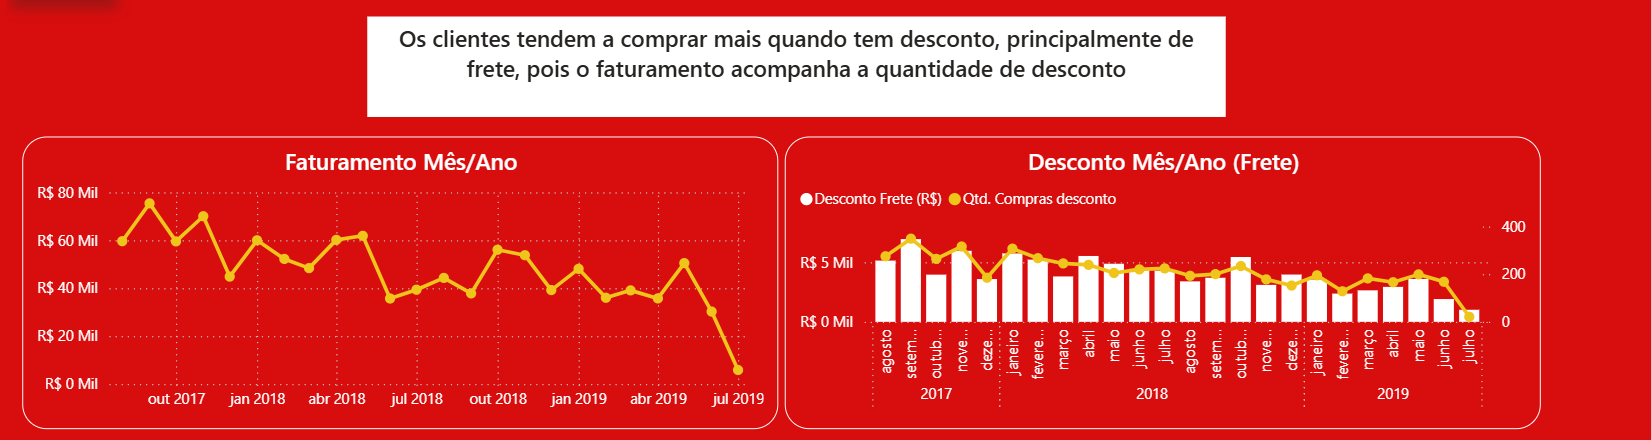 Os clientes tendem a comprar mais quando tem desconto, principalmente de
frete, pois o faturamento acompanha a quantidade de desconto
Faturamento Mês/Ano
R$ 80 Mil
R$ 60 Mil
R$ 40 Mil
R$ 20 Mil
R$ 0 Mil
out 2017
jan 2018
abr 2018
jul 2018
out 2018
jan 2019
abr 2019
jul 2019
Desconto Mês/Ano (Frete)
Desconto Frete (R$)
Qtd. Compras desconto
R$ 5 Mil
R$ 0 Mil
400
200
0
agosto
setem...
outub...
nove...
deze...
janeiro
fevere...
março
abril
maio
junho
julho
agosto
setem...
outub...
nove...
deze...
janeiro
fevere...
março
abril
maio
junho
julho
2017
2018
2019